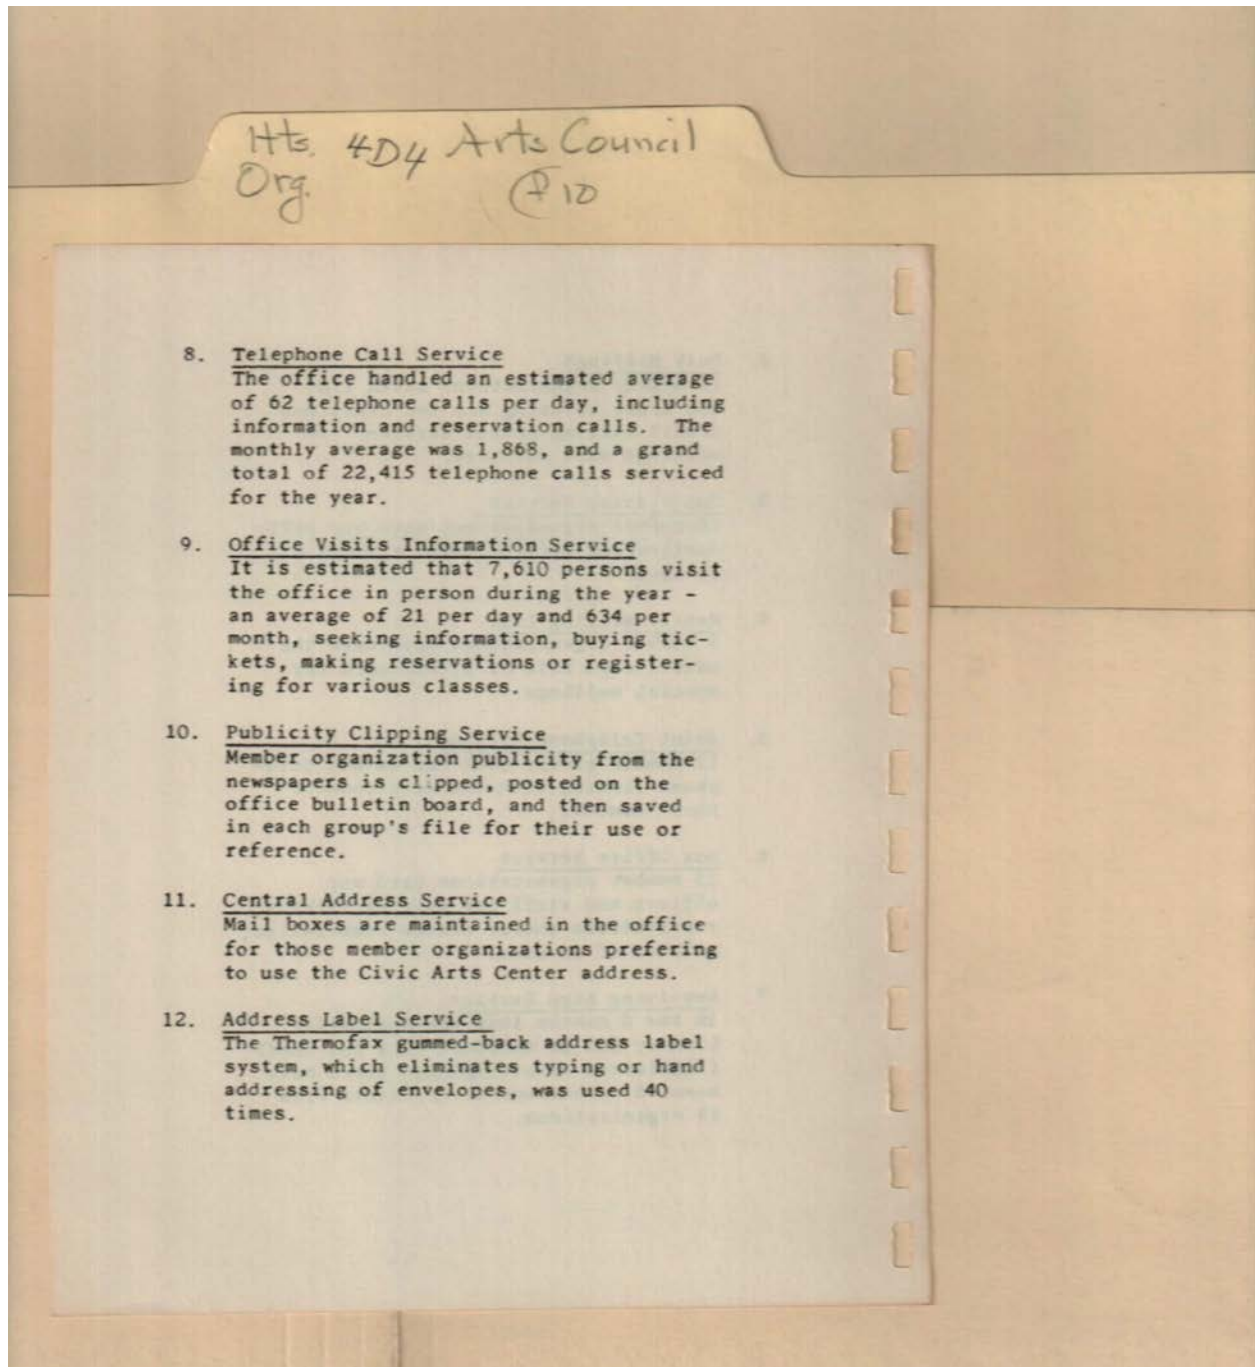 Hts. 4D4 Arts Council
Org. P 10
8. Telephone Call Service
The office handled an estimated average
of 62 telephone calls per day, including
information and reservation calls. The
monthly average was 1,868, and a grand
total of 22,415 telephone calls serviced
for the year.
9. Office Visits Information Service
It is estimated that 7,610 persons visit
the office in person during the year -
an average of 21 per day and 634 per
month, seeking information, buying tic-
kets, making reservations or register-
ing for various classes.
10. Publicity Clipping Service
Member organization publicity from the
newspapers is clipped, posted on the
office bulletin board, and then saved
in each group's file for their use or
reference.
11. Central Address Service
Mail boxes are maintained in the office
for those member organizations prefering
to use the Civic Arts Center address.
12. Address Label Service
The Thermofax gummed-back address label
system, which eliminates typing or hand
addressing of envelopes, was used 40
times.